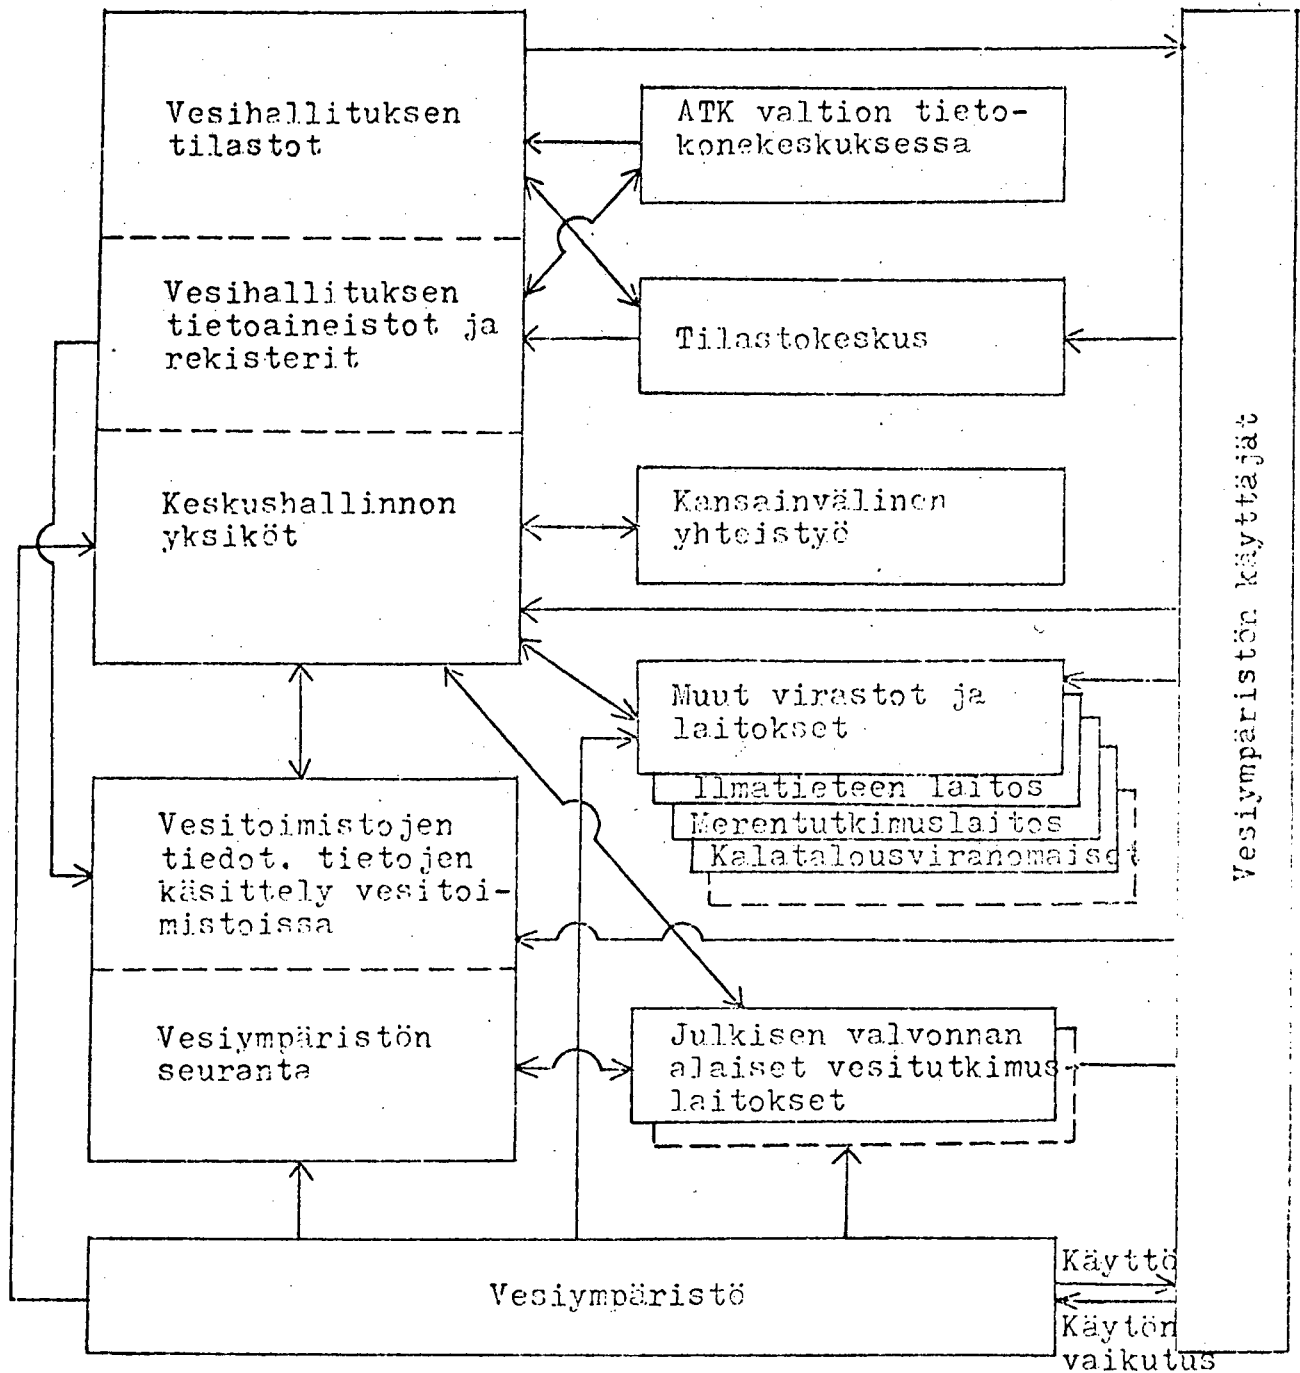 Vesihallituksen
tilastot
ATK valtion tieto-
konekeskuksessa
Vesihallituksen
tietoaineistot ja
rekisterit
Tilastokeskus
Keskushallinnon
yksiköt
Kansainvälinen
yhteistyö
Muut virastot ja
laitokset
Ilmatieteen laitos
Merentutkimuslaitos
Kalatalousviranomaiset
Vesitoimistojen
tiedot. tietojen
käsittely vesitoi-
mistoissa
Vesiympäristön
seuranta
Julkisen valvonnan
alaiset vesitutkimus-
laitokset
Vesiympäristö
Käyttö
Käytön
vaikutus
Vesiympäristön käyttäjät